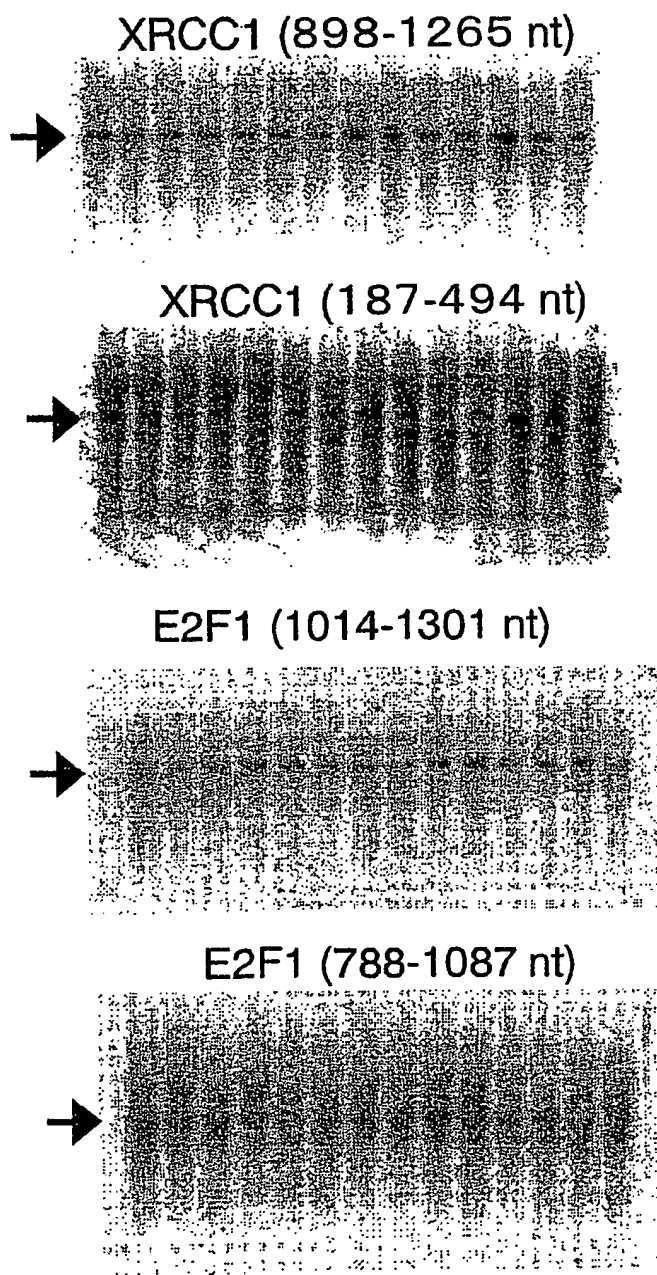 XRCC1 (898-1265 nt)
XRCC1 (187-494 nt)
E2F1 (1014-1301 nt)
E2F1 (788-1087 nt)